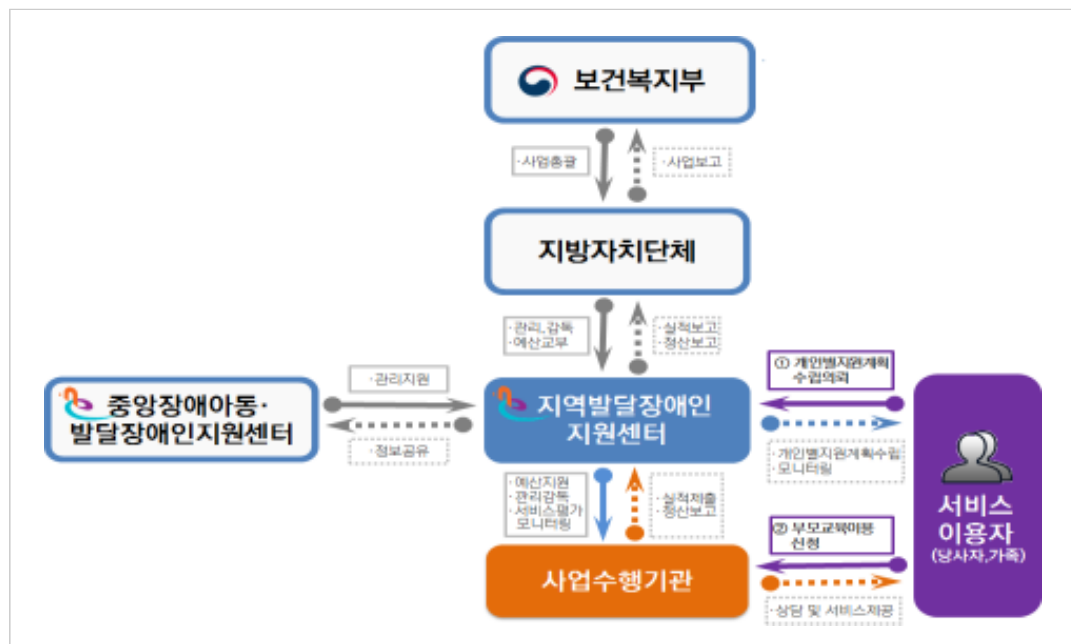 보건복지부
·사업총괄
·사업보고
지방자치단체
·관리,감독
·예산교부
·실적보고
·정산보고
① 개인별지원계획
수립의뢰
·관리지원
중앙장애아동·
발달장애인지원센터
지역발달장애인
지원센터
·정보공유
·개인별지원계획수립
·모니터링
·예산지원
·관리감독
·서비스평가
모니터링
·실적제출
·정산보고
서비스
이용자
(당사자,가족)
② 부모교육이용
신청
사업수행기관
·상담 및 서비스제공